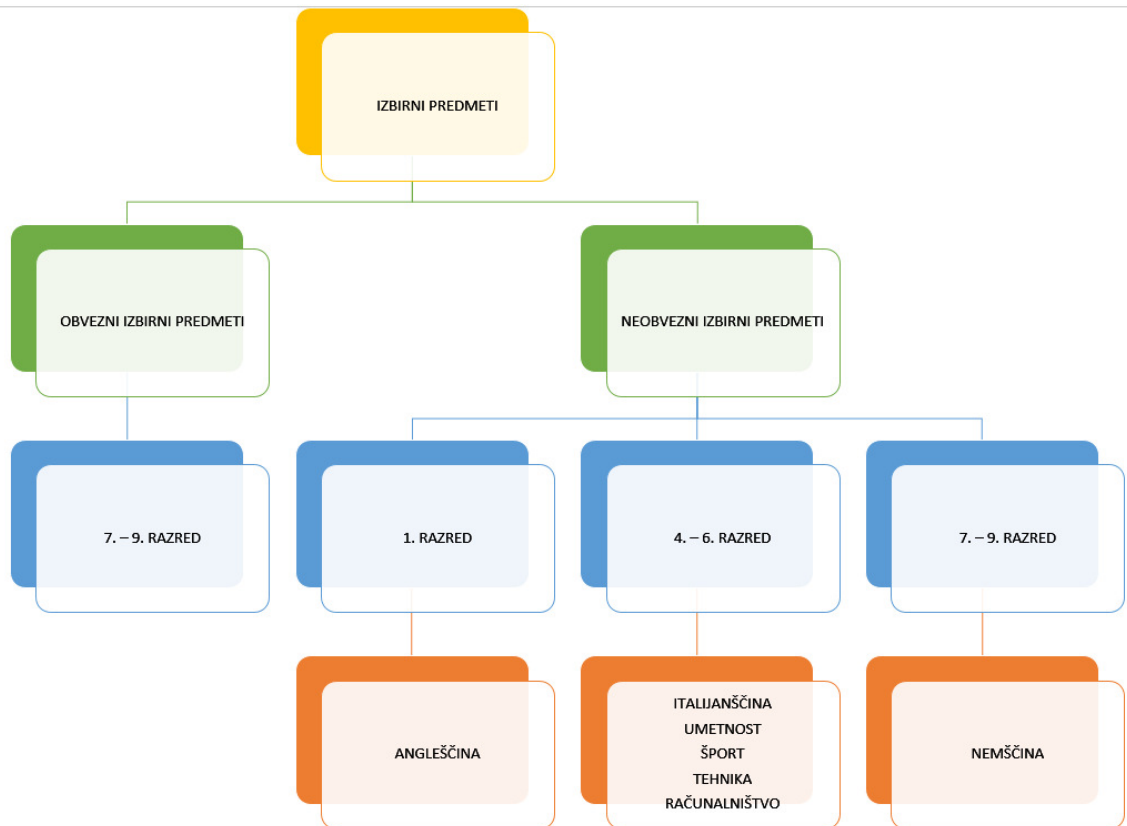 IZBIRNI PREDMETI
OBVEZNI IZBIRNI PREDMETI
NEOBVEZNI IZBIRNI PREDMETI
7. – 9. RAZRED
1. RAZRED
4. – 6. RAZRED
7. – 9. RAZRED
ANGLEŠČINA
ITALIJANŠČINA
UMETNOST
ŠPORT
TEHNIKA
RAČUNALNIŠTVO
NEMŠČINA